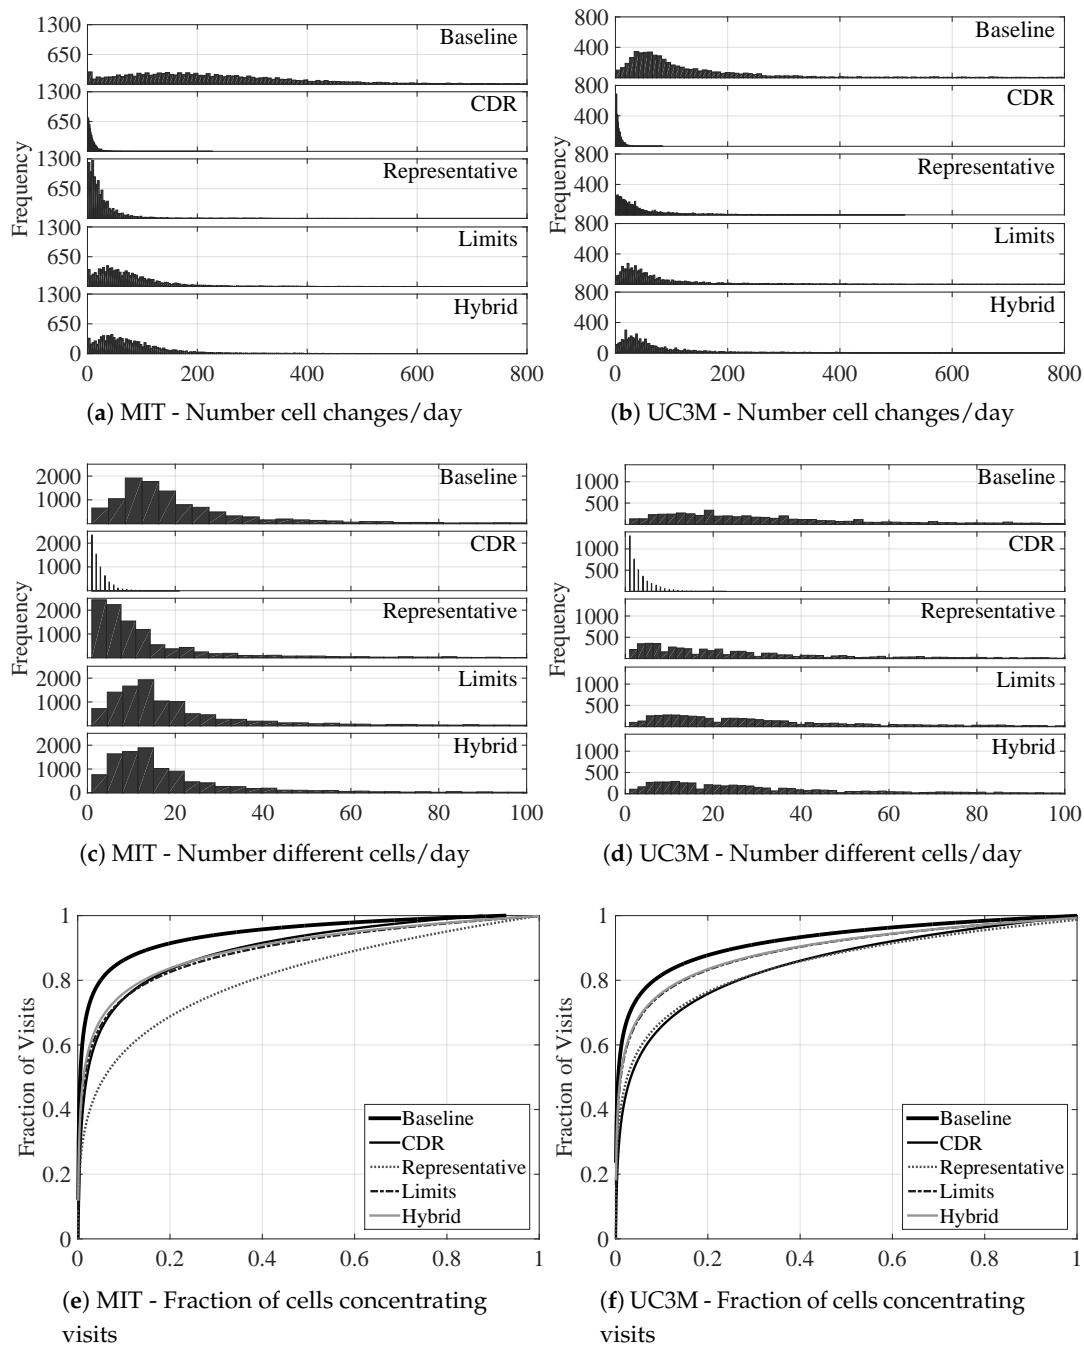 1300
650
Baseline
1300
650
CDR
1300
650
Representative
1300
650
Limits
1300
650
0
Hybrid
0 200 400 600 800
Frequency
(a) MIT - Number cell changes/day
800
400
Baseline
800
400
CDR
800
400
Representative
800
400
Limits
800
400
0
Hybrid
0 200 400 600 800
Frequency
(b) UC3M - Number cell changes/day
2000
1000
Baseline
2000
1000
CDR
2000
1000
Representative
2000
1000
Limits
2000
1000
0
Hybrid
0 20 40 60 80 100
Frequency
(c) MIT - Number different cells/day
1000
500
Baseline
1000
500
CDR
1000
500
Representative
1000
500
Limits
1000
500
0
Hybrid
0 20 40 60 80 100
Frequency
(d) UC3M - Number different cells/day
1
0.8
0.6
0.4
0.2
0
Fraction of Visits
Baseline
CDR
Representative
Limits
Hybrid
0 0.2 0.4 0.6 0.8 1
(e) MIT - Fraction of cells concentrating
visits
1
0.8
0.6
0.4
0.2
0
Fraction of Visits
Baseline
CDR
Representative
Limits
Hybrid
0 0.2 0.4 0.6 0.8 1
(f) UC3M - Fraction of cells concentrating
visits